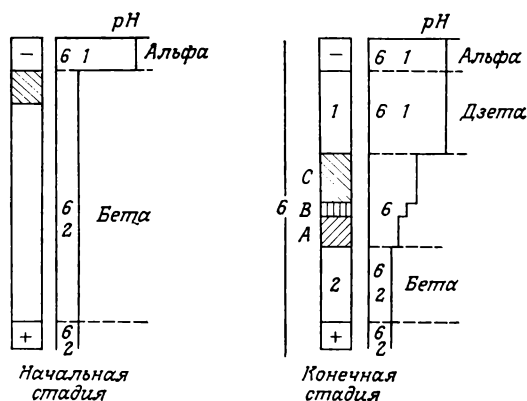 pH
− 6 1 Альфа
6
2
Бета
+ 6
2
Начальная
стадия
pH
− 6 1 Альфа
1 6 1 Дзета
C
6 B 6
A
2 6
2 Бета
+ 6
2
Конечная
стадия